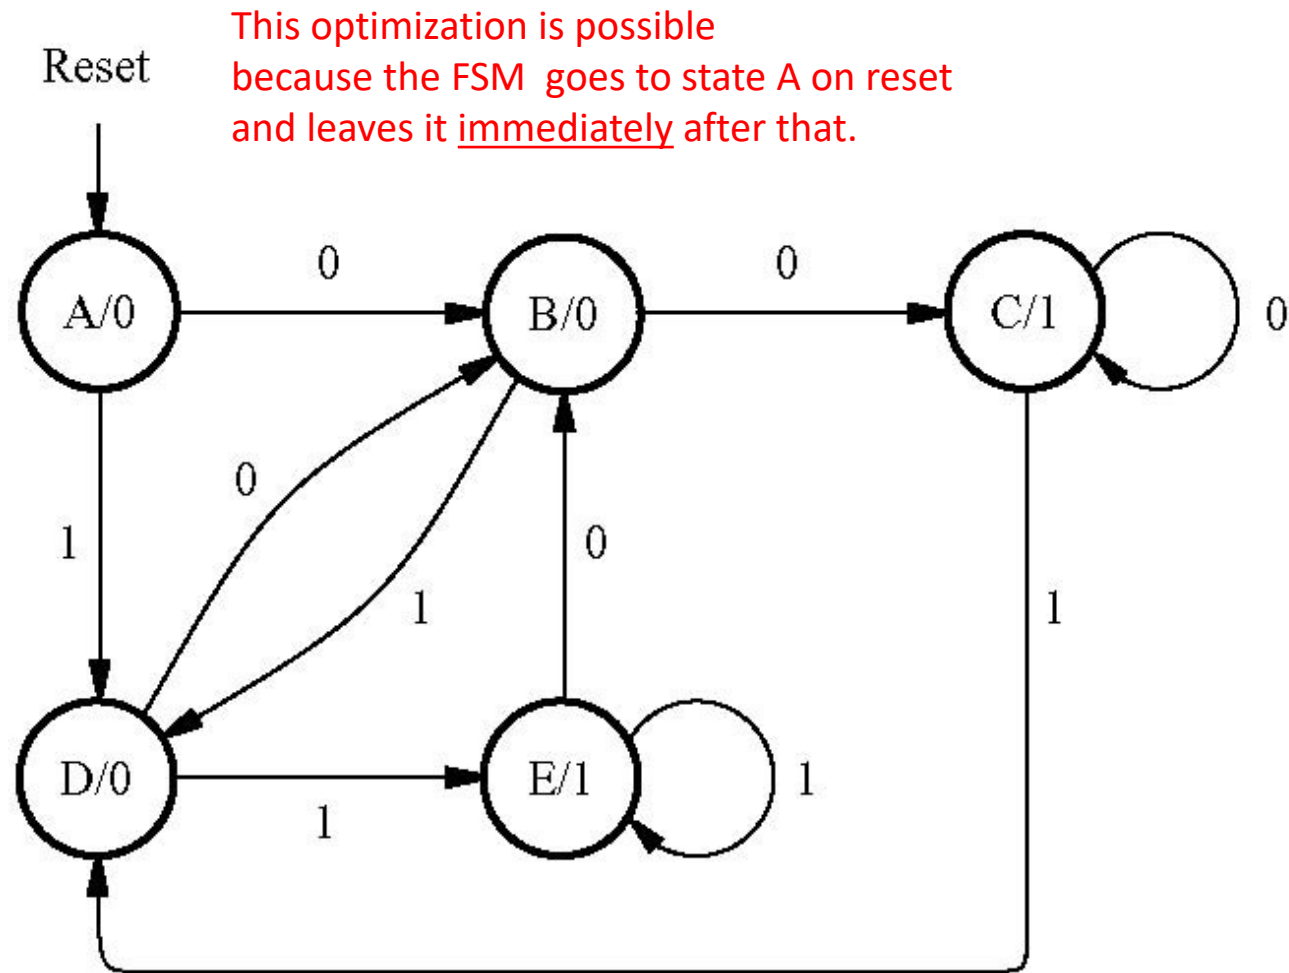 This optimization is possible
Reset
because the FSM goes to state A on reset
and leaves it immediately after that.
0
0
A/0
B/0
C/1
0
0
1
0
1
1
D/0
E/1
1
1